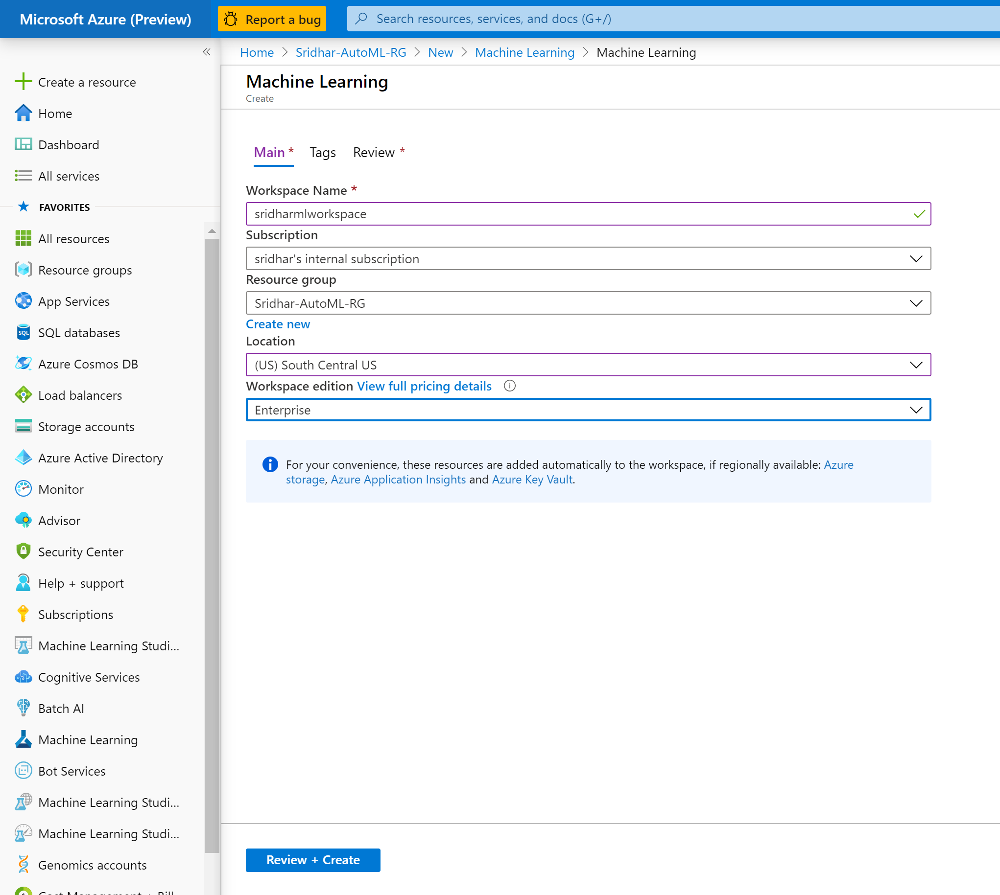 Microsoft Azure (Preview)
Report a bug
Search resources, services, and docs (G+/)
Home > Sridhar-AutoML-RG > New > Machine Learning > Machine Learning
Machine Learning
Create
Create a resource
Home
Dashboard
All services
FAVORITES
All resources
Resource groups
App Services
SQL databases
Azure Cosmos DB
Load balancers
Storage accounts
Azure Active Directory
Monitor
Advisor
Security Center
Help + support
Subscriptions
Machine Learning Studi...
Cognitive Services
Batch AI
Machine Learning
Bot Services
Machine Learning Studi...
Machine Learning Studi...
Genomics accounts
Cost Management + Bill
Main * Tags Review *
Workspace Name *
sridharmlworkspace
Subscription
sridhar's internal subscription
Resource group
Sridhar-AutoML-RG
Create new
Location
(US) South Central US
Workspace edition View full pricing details
Enterprise
For your convenience, these resources are added automatically to the workspace, if regionally available: Azure
storage, Azure Application Insights and Azure Key Vault.
Review + Create